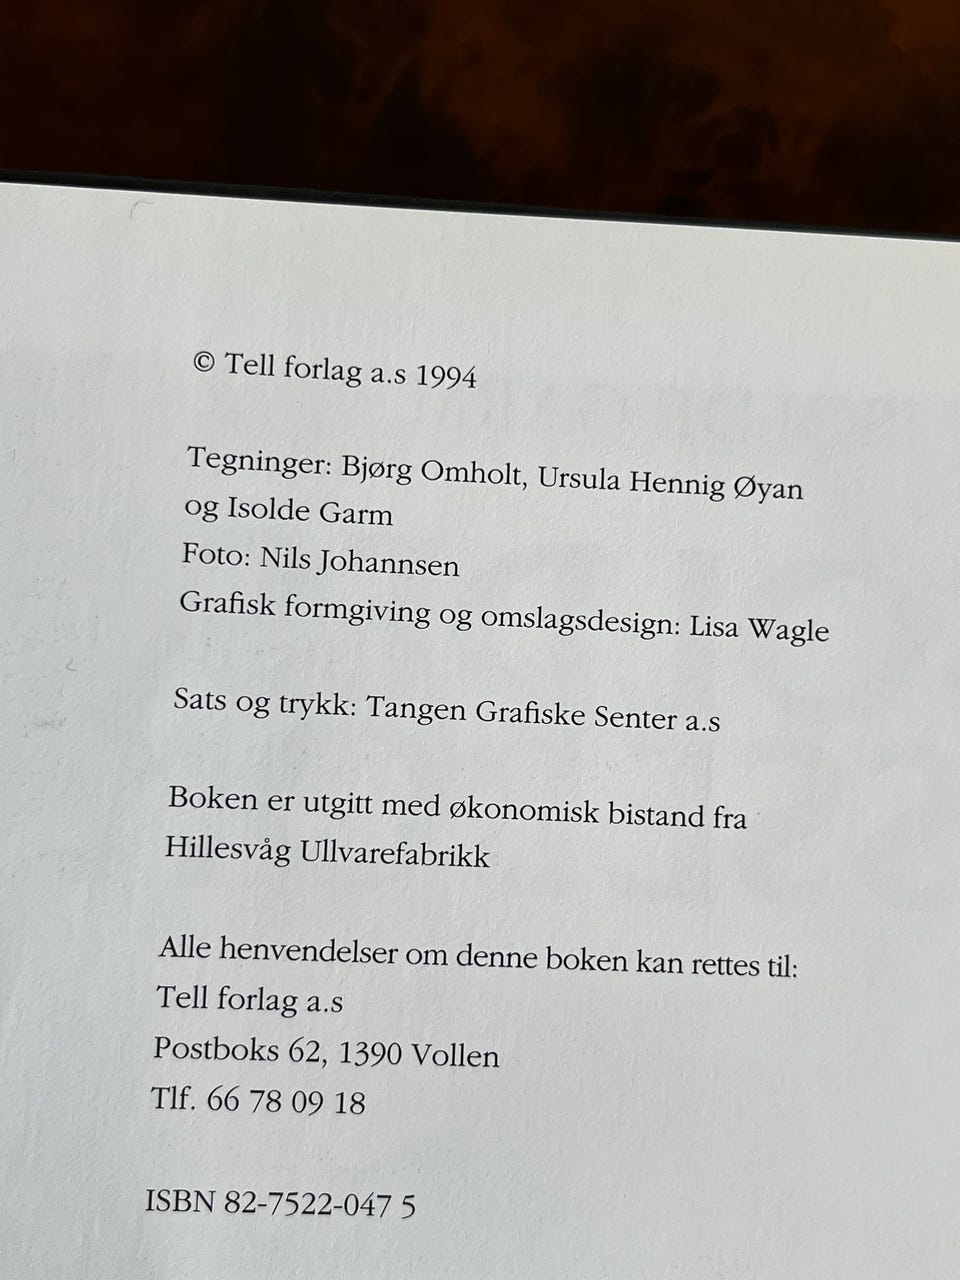 © Tell forlag a.s 1994
Tegninger: Bjørg Omholt, Ursula Hennig Øyan
og Isolde Garm
Foto: Nils Johannsen
Grafisk formgiving og omslagsdesign: Lisa Wagle
Sats og trykk: Tangen Grafiske Senter a.s
Boken er utgitt med økonomisk bistand fra
Hillesvåg Ullvarefabrikk
Alle henvendelser om denne boken kan rettes til:
Tell forlag a.s
Postboks 62, 1390 Vollen
Tlf. 66 78 09 18
ISBN 82-7522-047 5